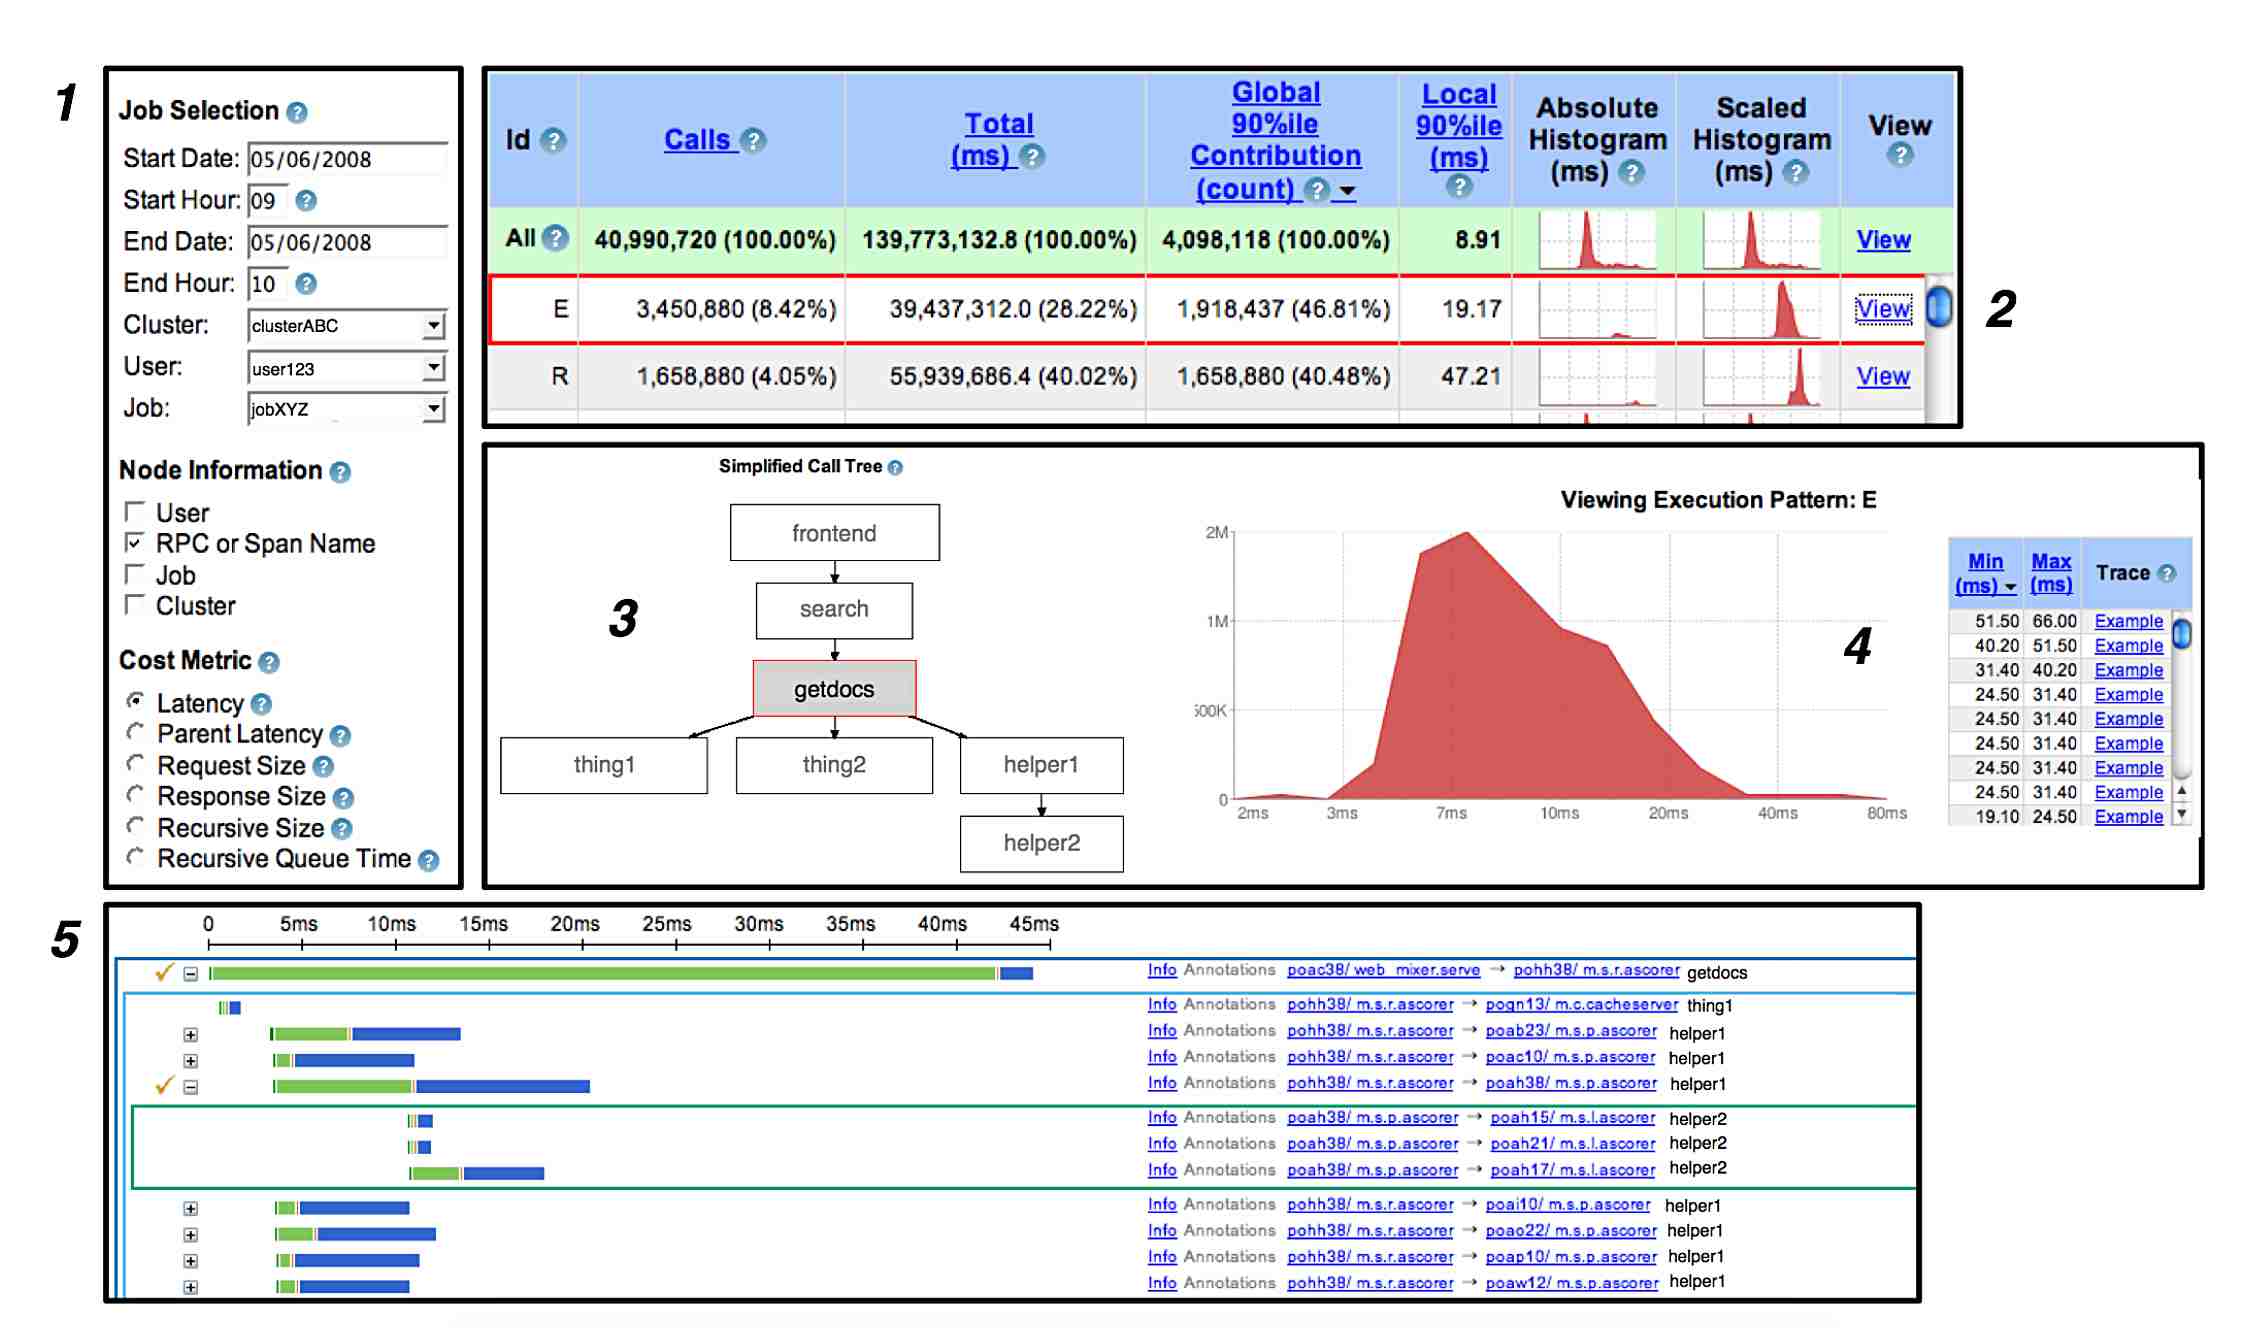 1
Job Selection ?
Start Date: 05/06/2008
Start Hour: 09 ?
End Date: 05/06/2008
End Hour: 10 ?
Cluster: clusterABC
User: user123
Job: jobXYZ
Node Information ?
User
RPC or Span Name
Job
Cluster
Cost Metric ?
Latency ?
Parent Latency ?
Request Size ?
Response Size ?
Recursive Size ?
Recursive Queue Time ?
2
Id ? Calls ? Total (ms) ? Global 90%ile Contribution (count) ? Local 90%ile (ms) ? Absolute Histogram (ms) ? Scaled Histogram (ms) ? View ?
All ? 40,990,720 (100.00%) 139,773,132.8 (100.00%) 4,098,118 (100.00%) 8.91 View
E 3,450,880 (8.42%) 39,437,312.0 (28.22%) 1,918,437 (46.81%) 19.17 View
R 1,658,880 (4.05%) 55,939,686.4 (40.02%) 1,658,880 (40.48%) 47.21 View
3
Simplified Call Tree ?
frontend
search
getdocs
thing1 thing2 helper1
helper2
4
Viewing Execution Pattern: E
2M
1M
500K
0
2ms 3ms 7ms 10ms 20ms 40ms 80ms
Min (ms) Max (ms) Trace ?
51.50 66.00 Example
40.20 51.50 Example
31.40 40.20 Example
24.50 31.40 Example
24.50 31.40 Example
24.50 31.40 Example
24.50 31.40 Example
24.50 31.40 Example
19.10 24.50 Example
5
0 5ms 10ms 15ms 20ms 25ms 30ms 35ms 40ms 45ms
Info Annotations poac38/ web_mixer.serve → pohh38/ m.s.r.ascorer getdocs
Info Annotations pohh38/ m.s.r.ascorer → pogn13/ m.c.cacheserver thing1
Info Annotations pohh38/ m.s.r.ascorer → poab23/ m.s.p.ascorer helper1
Info Annotations pohh38/ m.s.r.ascorer → poac10/ m.s.p.ascorer helper1
Info Annotations pohh38/ m.s.r.ascorer → poah38/ m.s.p.ascorer helper1
Info Annotations poah38/ m.s.p.ascorer → poah15/ m.s.l.ascorer helper2
Info Annotations poah38/ m.s.p.ascorer → poah21/ m.s.l.ascorer helper2
Info Annotations poah38/ m.s.p.ascorer → poah17/ m.s.l.ascorer helper2
Info Annotations pohh38/ m.s.r.ascorer → poai10/ m.s.p.ascorer helper1
Info Annotations pohh38/ m.s.r.ascorer → poao22/ m.s.p.ascorer helper1
Info Annotations pohh38/ m.s.r.ascorer → poap10/ m.s.p.ascorer helper1
Info Annotations pohh38/ m.s.r.ascorer → poaw12/ m.s.p.ascorer helper1